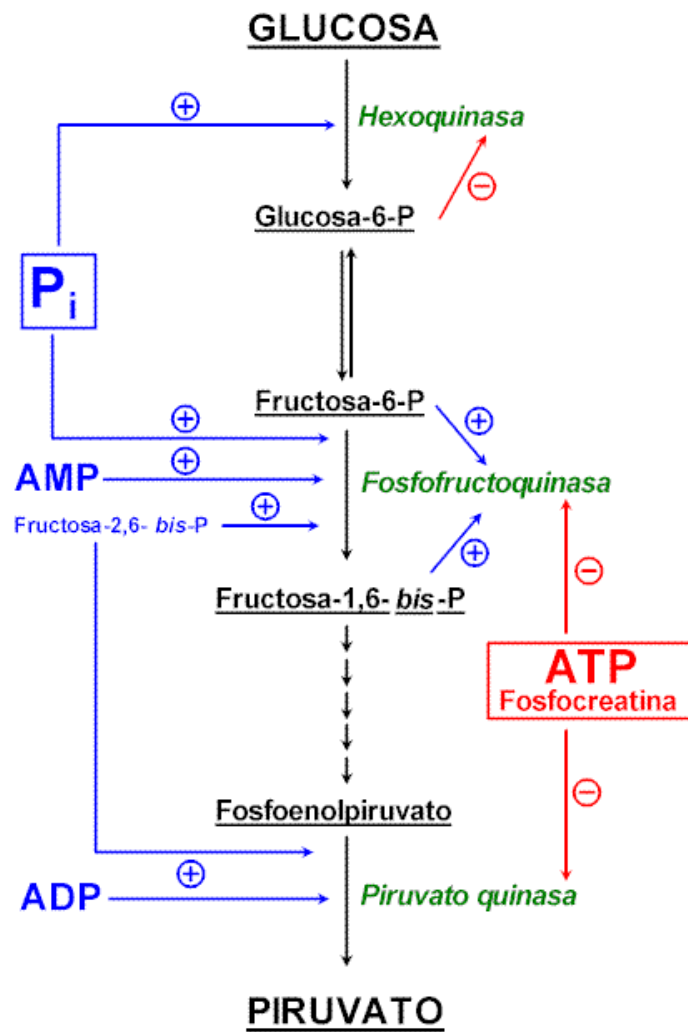 GLUCOSA
+
Hexoquinasa
−
Glucosa-6-P
Pi
Fructosa-6-P
+
+
AMP
+
Fosfofructoquinasa
Fructosa-2,6- bis-P
+
+
−
Fructosa-1,6- bis -P
ATP
Fosfocreatina
−
Fosfoenolpiruvato
+
ADP
Piruvato quinasa
PIRUVATO